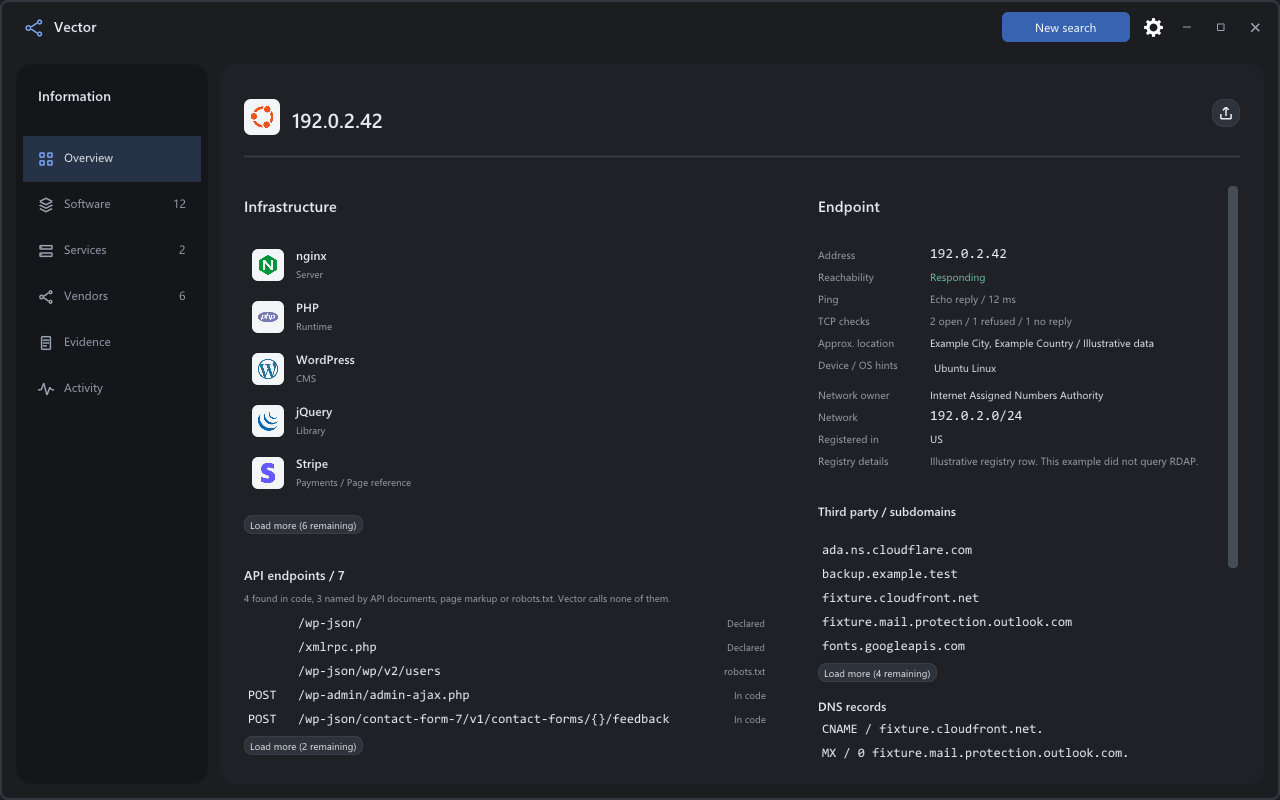 Vector
New search
Information
Overview
Software 12
Services 2
Vendors 6
Evidence
Activity
192.0.2.42
Infrastructure
nginx
Server
php
PHP
Runtime
WordPress
CMS
jQuery
Library
Stripe
Payments / Page reference
Load more (6 remaining)
API endpoints / 7
4 found in code, 3 named by API documents, page markup or robots.txt. Vector calls none of them.
/wp-json/ Declared
/xmlrpc.php Declared
/wp-json/wp/v2/users robots.txt
POST /wp-admin/admin-ajax.php In code
POST /wp-json/contact-form-7/v1/contact-forms/{}/feedback In code
Load more (2 remaining)
Endpoint
Address 192.0.2.42
Reachability Responding
Ping Echo reply / 12 ms
TCP checks 2 open / 1 refused / 1 no reply
Approx. location Example City, Example Country / Illustrative data
Device / OS hints Ubuntu Linux
Network owner Internet Assigned Numbers Authority
Network 192.0.2.0/24
Registered in US
Registry details Illustrative registry row. This example did not query RDAP.
Third party / subdomains
ada.ns.cloudflare.com
backup.example.test
fixture.cloudfront.net
fixture.mail.protection.outlook.com
fonts.googleapis.com
Load more (4 remaining)
DNS records
CNAME / fixture.cloudfront.net.
MX / 0 fixture.mail.protection.outlook.com.